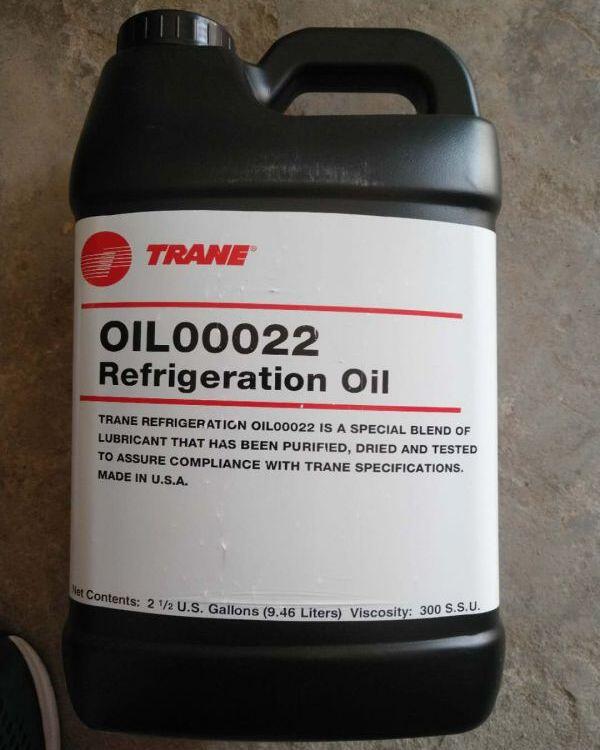 TRANE®
OIL00022
Refrigeration Oil
TRANE REFRIGERATION OIL00022 IS A SPECIAL BLEND OF
LUBRICANT THAT HAS BEEN PURIFIED, DRIED AND TESTED
TO ASSURE COMPLIANCE WITH TRANE SPECIFICATIONS.
MADE IN U.S.A.
Net Contents: 2 1/2 U.S. Gallons (9.46 Liters) Viscosity: 300 S.S.U.